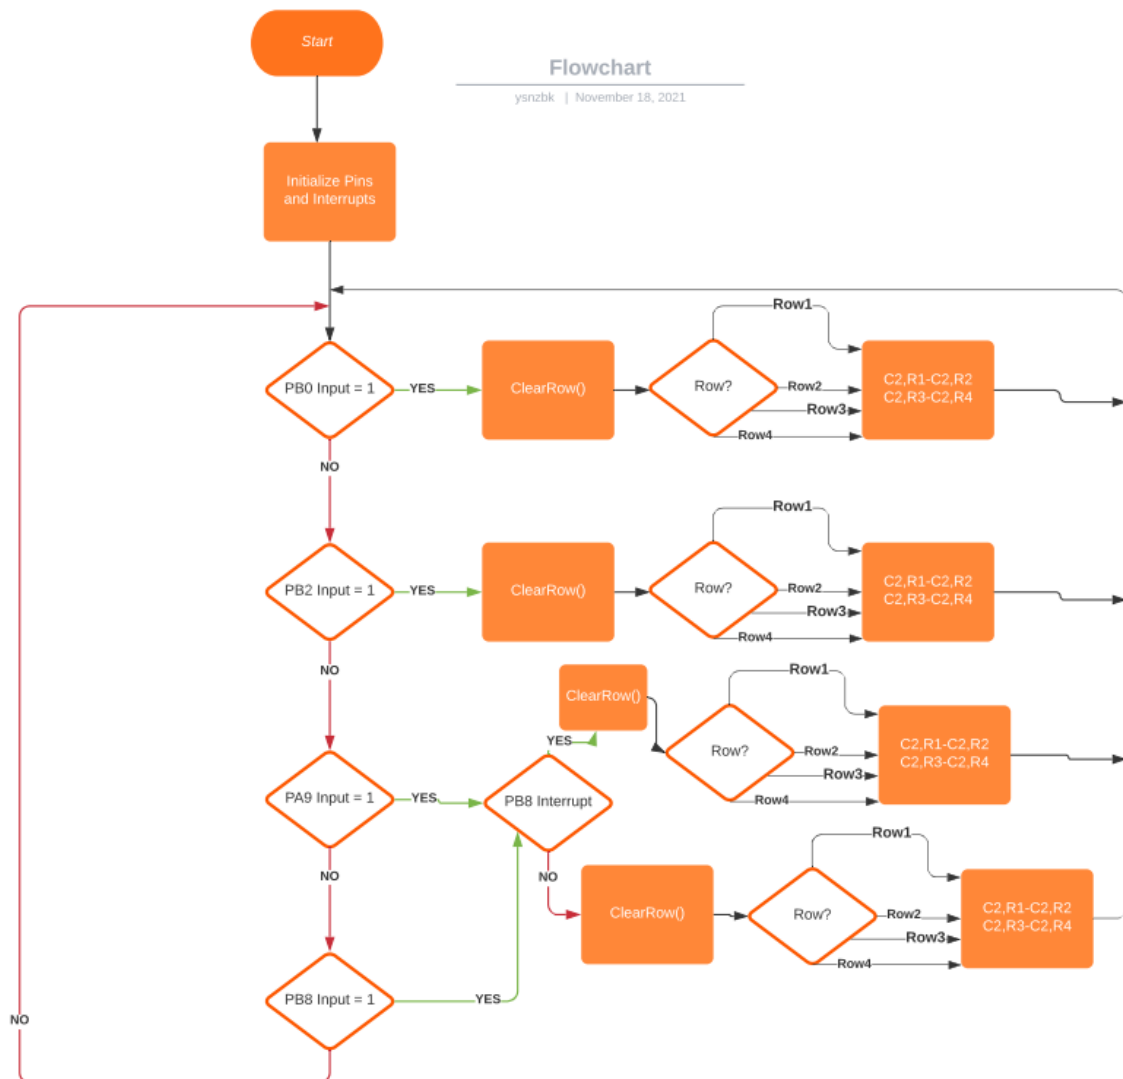 Start
Flowchart
ysnzbk | November 18, 2021
Initialize Pins
and Interrupts
Row1
PB0 Input = 1
YES
ClearRow()
Row?
Row2
Row3
Row4
C2,R1-C2,R2
C2,R3-C2,R4
NO
Row1
PB2 Input = 1
YES
ClearRow()
Row?
Row2
Row3
Row4
C2,R1-C2,R2
C2,R3-C2,R4
NO
PA9 Input = 1
YES
PB8 Interrupt
YES
ClearRow()
Row?
Row1
Row2
Row3
Row4
C2,R1-C2,R2
C2,R3-C2,R4
NO
NO
ClearRow()
Row?
Row1
Row2
Row3
Row4
C2,R1-C2,R2
C2,R3-C2,R4
PB8 Input = 1
YES
NO